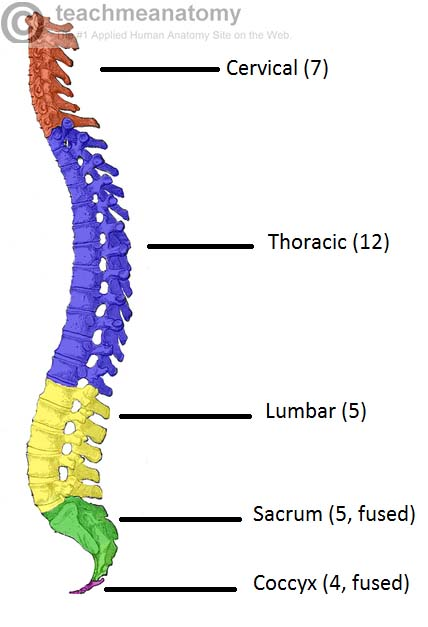 © teachmeanatomy
The #1 Applied Human Anatomy Site on the Web.
Cervical (7)
Thoracic (12)
Lumbar (5)
Sacrum (5, fused)
Coccyx (4, fused)